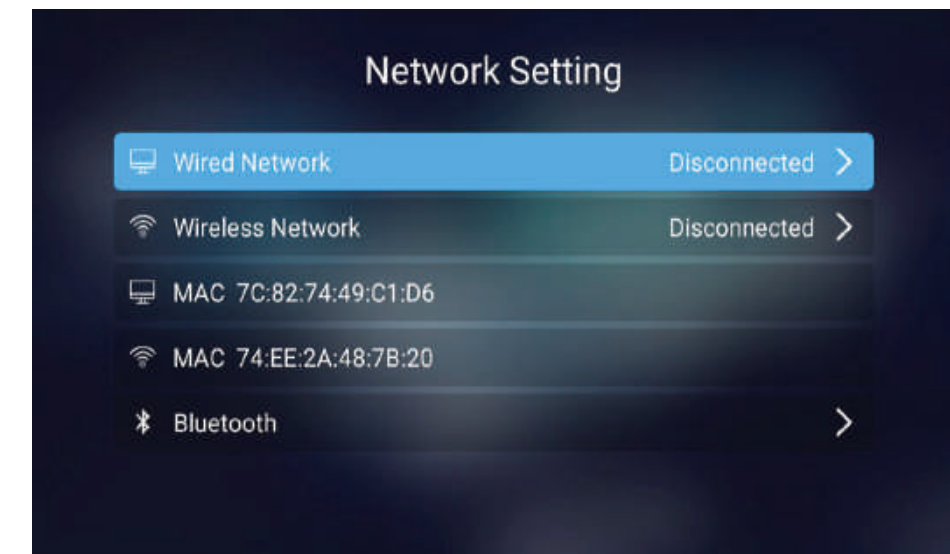 Network Setting
Wired Network Disconnected
Wireless Network Disconnected
MAC 7C:82:74:49:C1:D6
MAC 74:EE:2A:48:7B:20
Bluetooth